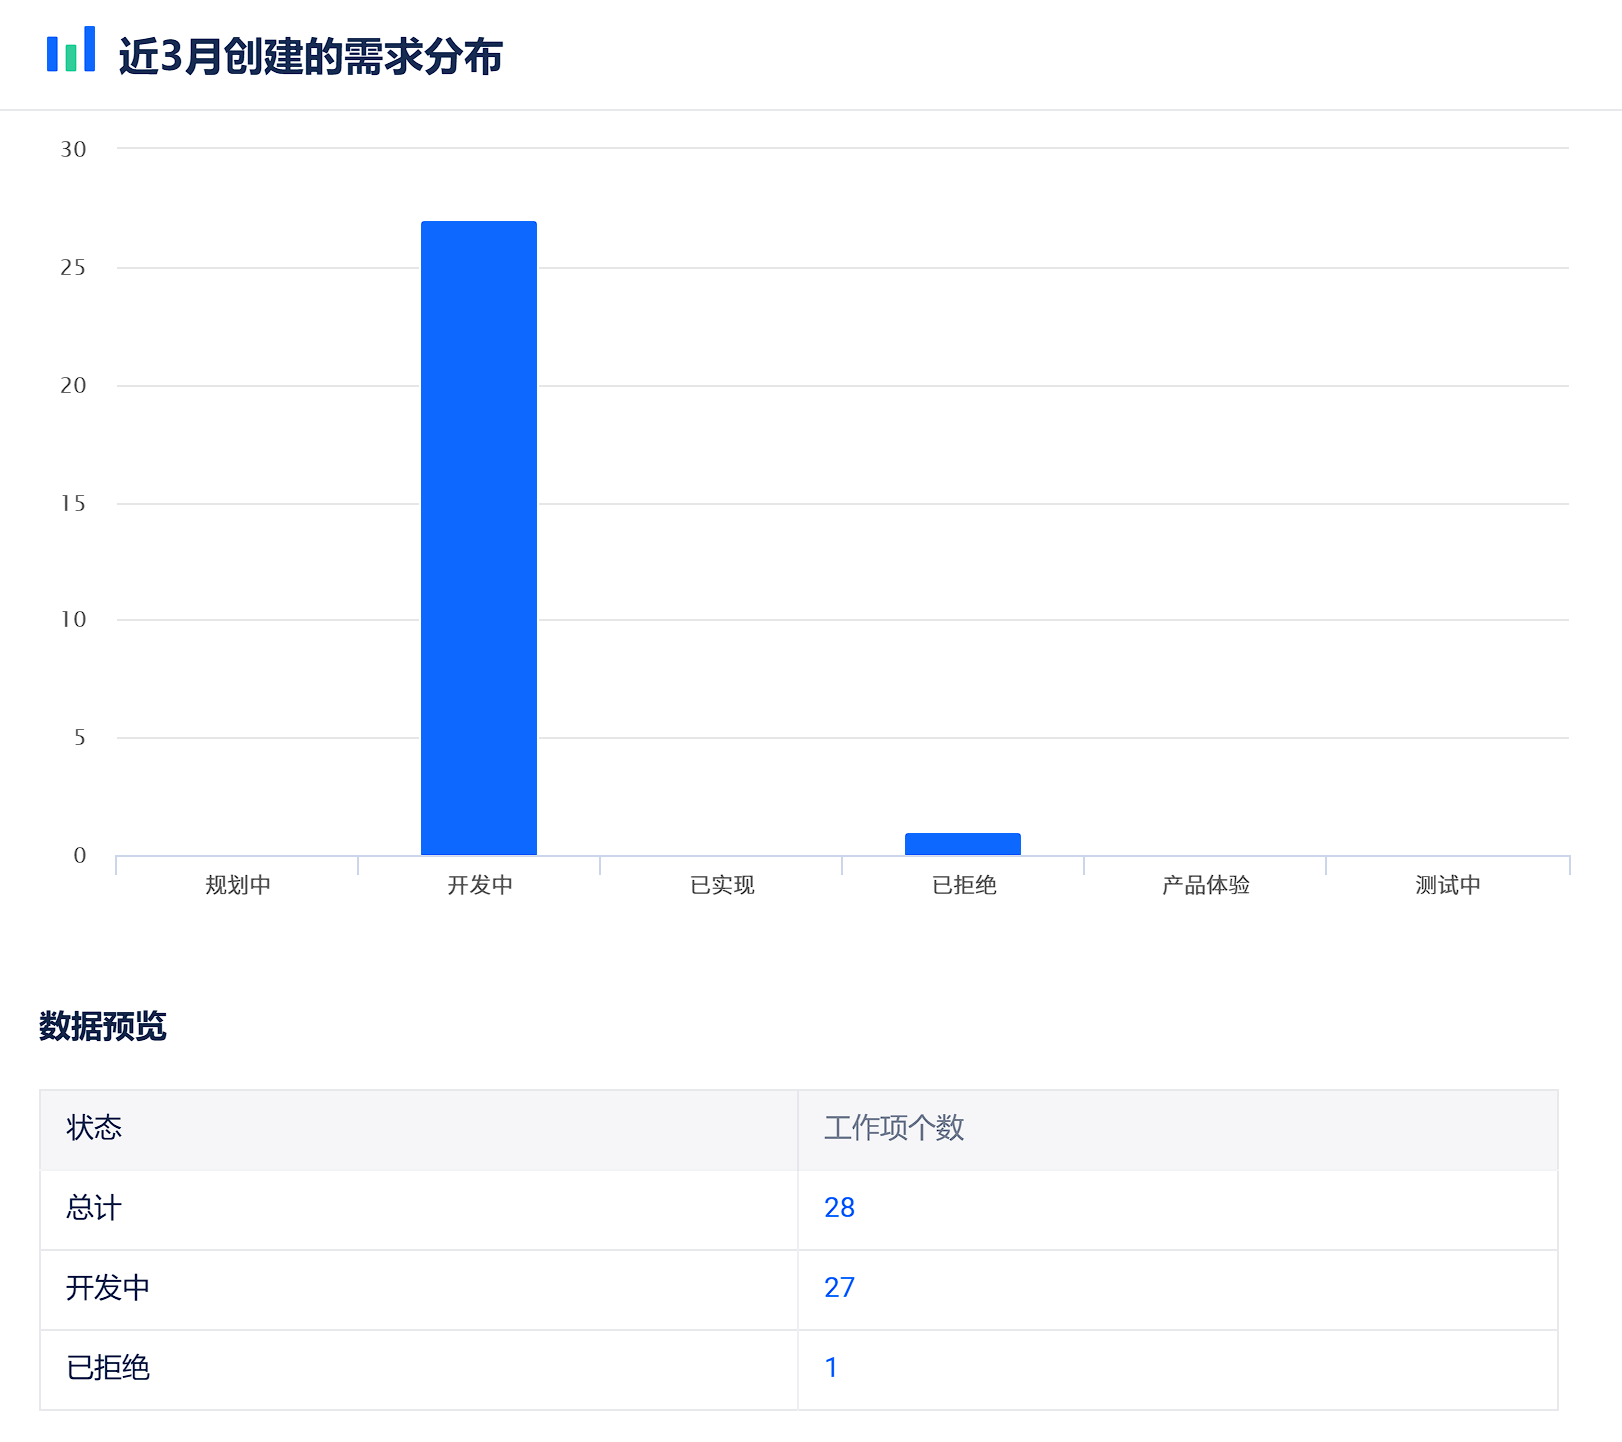 近3月创建的需求分布
30
25
20
15
10
5
0
规划中 开发中 已实现 已拒绝 产品体验 测试中
数据预览
状态 工作项个数
总计 28
开发中 27
已拒绝 1